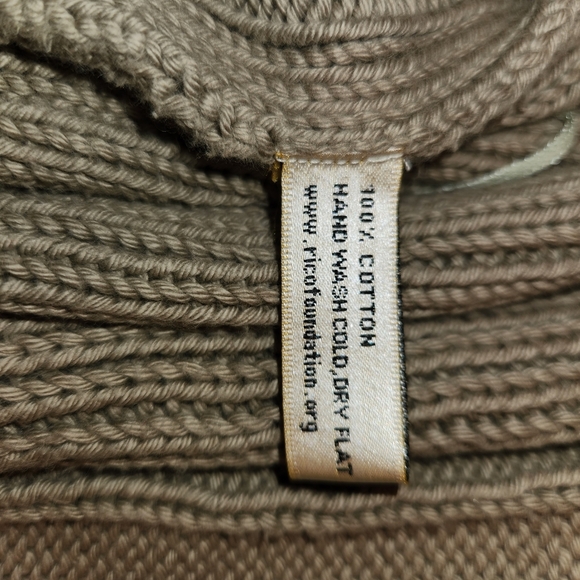 100% COTTON
HAND WASH COLD, DRY FLAT
www.ricofoundation.org